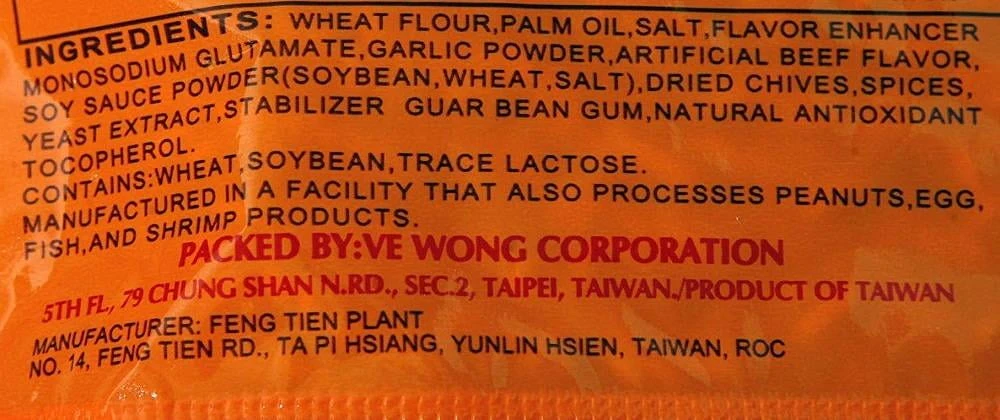 INGREDIENTS: WHEAT FLOUR,PALM OIL,SALT,FLAVOR ENHANCER
MONOSODIUM GLUTAMATE,GARLIC POWDER,ARTIFICIAL BEEF FLAVOR,
SOY SAUCE POWDER(SOYBEAN,WHEAT,SALT),DRIED CHIVES,SPICES,
YEAST EXTRACT,STABILIZER GUAR BEAN GUM,NATURAL ANTIOXIDANT
TOCOPHEROL.
CONTAINS:WHEAT,SOYBEAN,TRACE LACTOSE.
MANUFACTURED IN A FACILITY THAT ALSO PROCESSES PEANUTS,EGG,
FISH,AND SHRIMP PRODUCTS.
PACKED BY:VE WONG CORPORATION
5TH FL, 79 CHUNG SHAN N.RD., SEC.2, TAIPEI, TAIWAN./PRODUCT OF TAIWAN
MANUFACTURER: FENG TIEN PLANT
NO. 14, FENG TIEN RD., TA PI HSIANG, YUNLIN HSIEN, TAIWAN, ROC